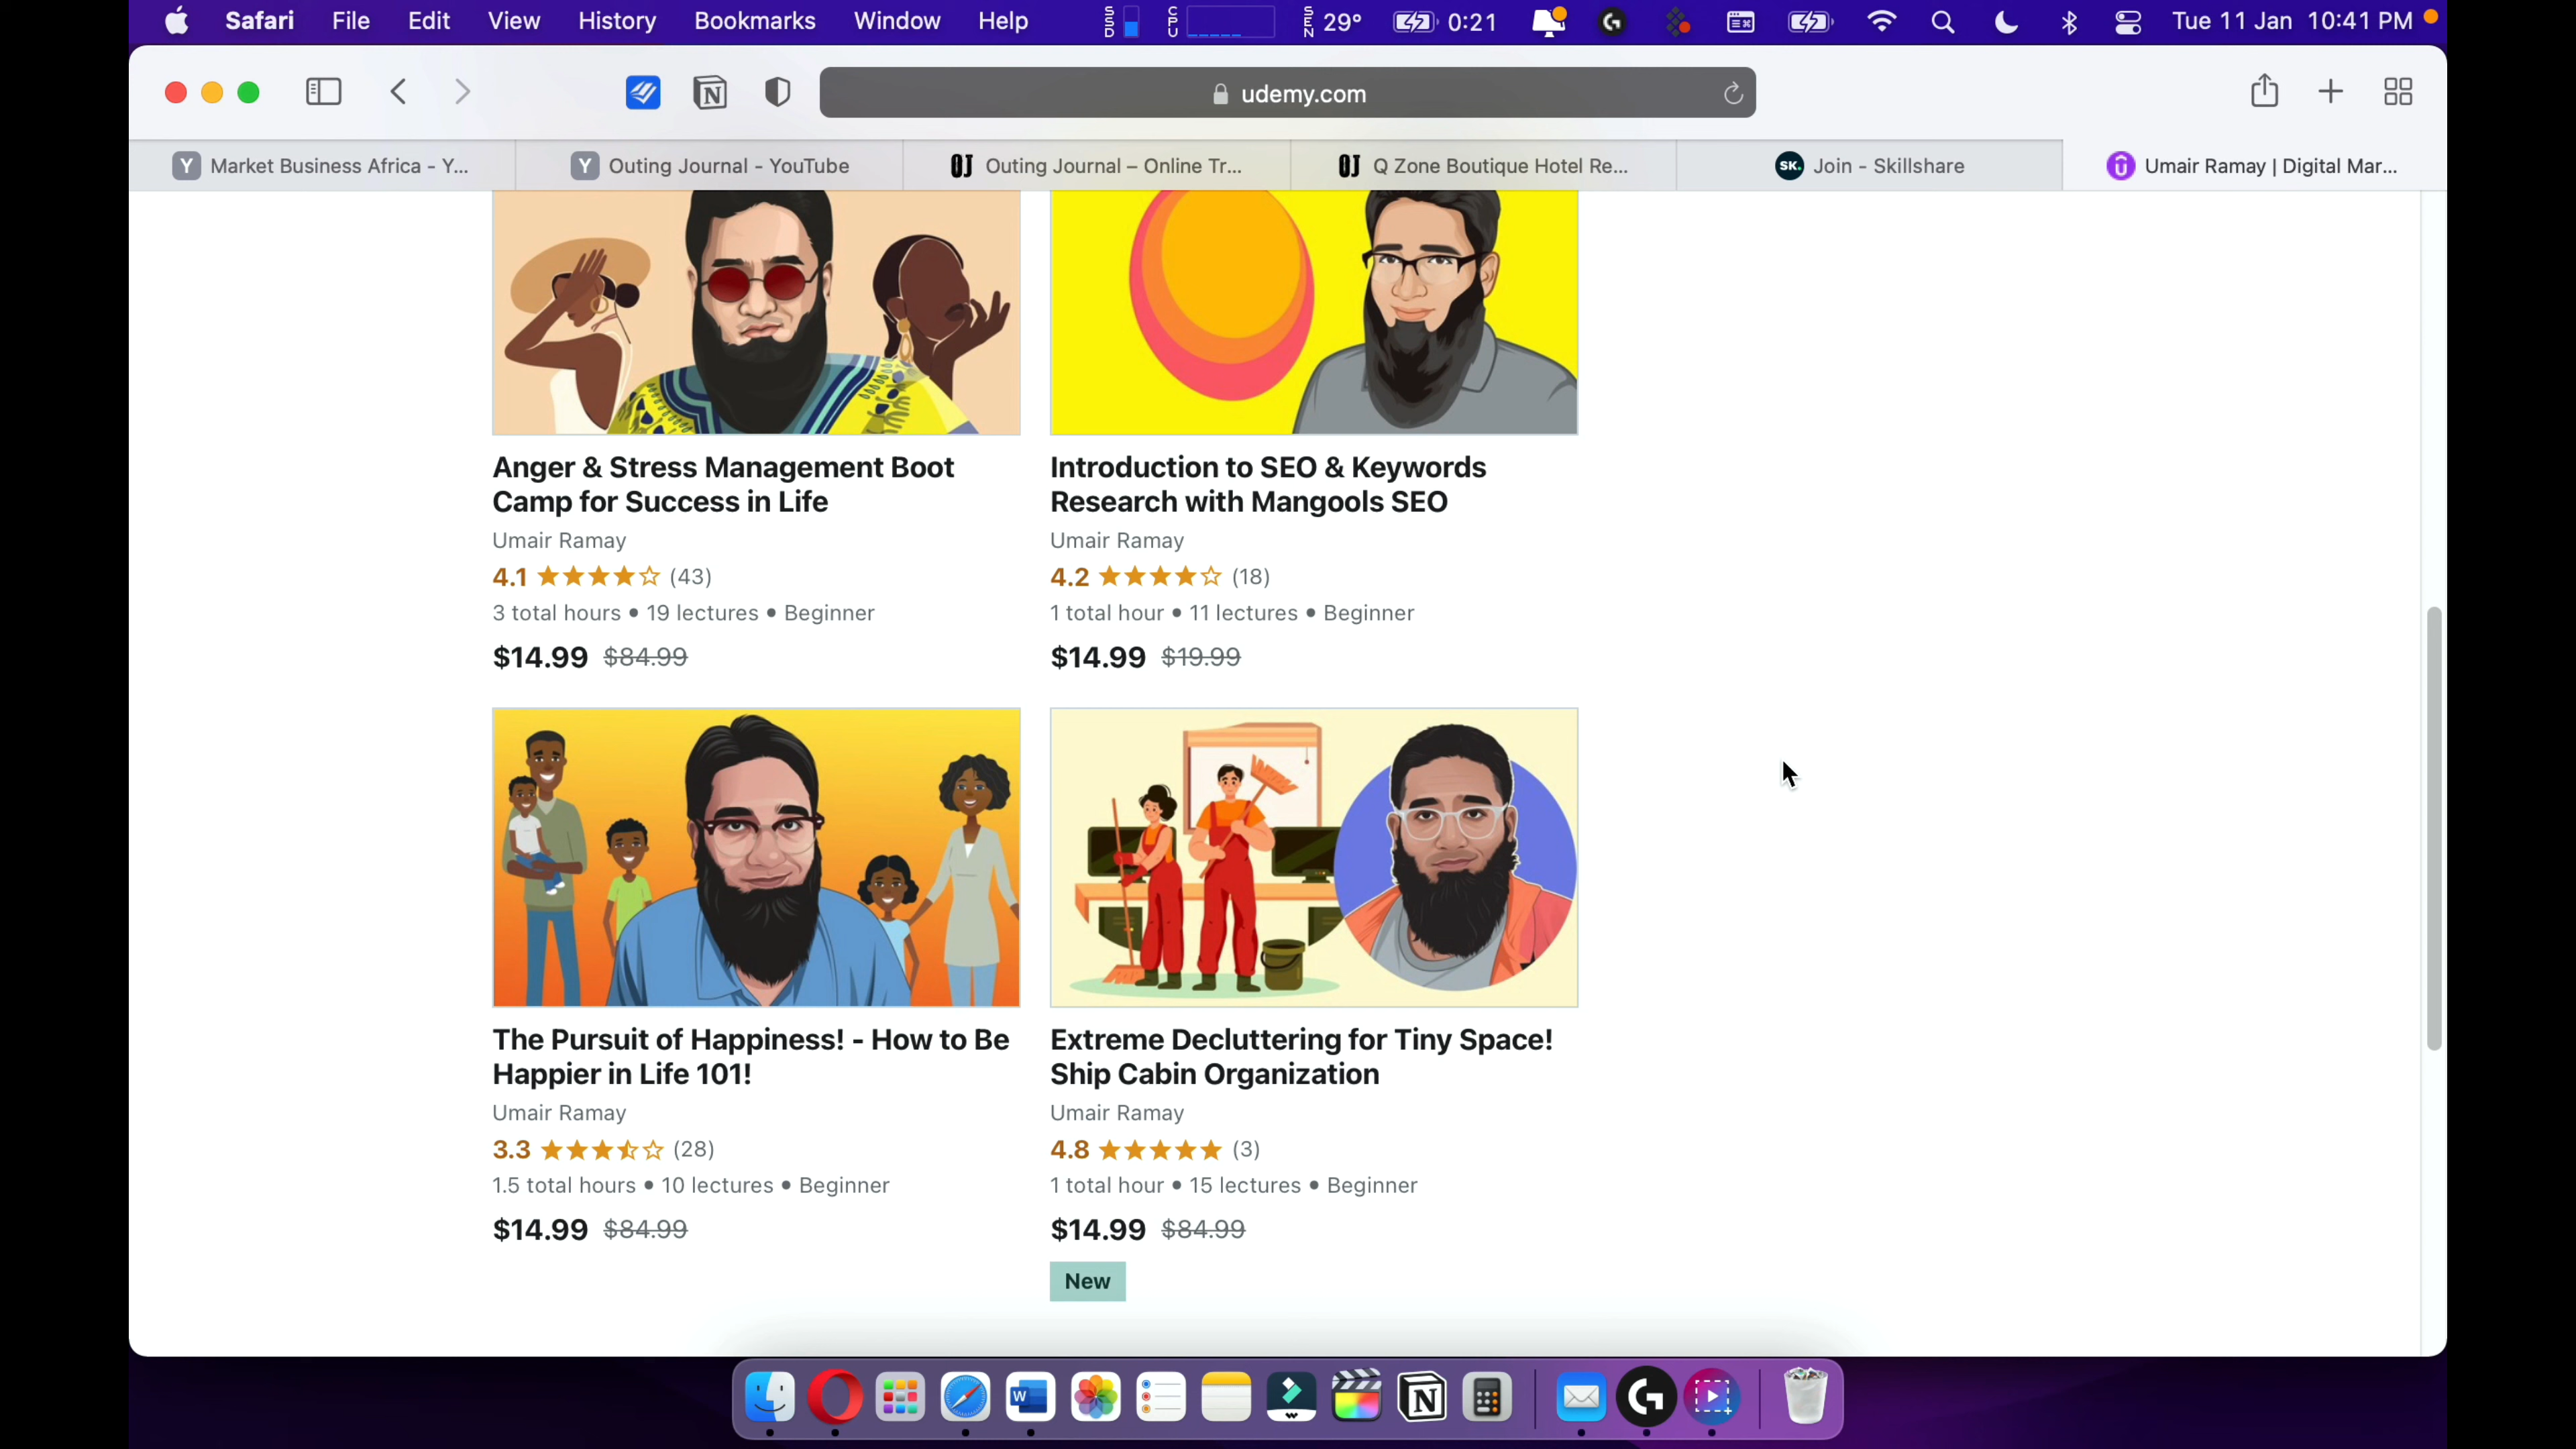 Safari File Edit View History Bookmarks Window Help SSD CPU SEN 29° 0:21 Tue 11 Jan 10:41 PM
udemy.com
Y Market Business Africa - Y... Y Outing Journal - YouTube OJ Outing Journal – Online Tr... OJ Q Zone Boutique Hotel Re... SK. Join - Skillshare Umair Ramay | Digital Mar...
Anger & Stress Management Boot
Camp for Success in Life
Umair Ramay
4.1 (43)
3 total hours • 19 lectures • Beginner
$14.99 $84.99
Introduction to SEO & Keywords
Research with Mangools SEO
Umair Ramay
4.2 (18)
1 total hour • 11 lectures • Beginner
$14.99 $19.99
The Pursuit of Happiness! - How to Be
Happier in Life 101!
Umair Ramay
3.3 (28)
1.5 total hours • 10 lectures • Beginner
$14.99 $84.99
Extreme Decluttering for Tiny Space!
Ship Cabin Organization
Umair Ramay
4.8 (3)
1 total hour • 15 lectures • Beginner
$14.99 $84.99
New